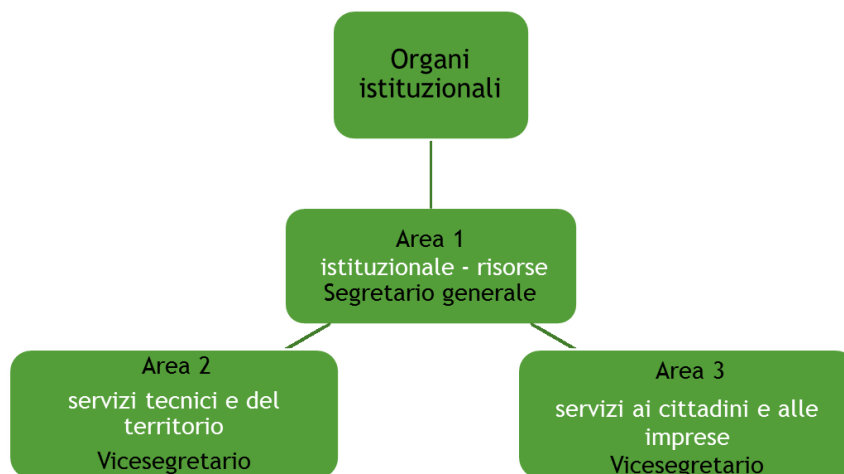 Organi
istituzionali
Area 1
istituzionale - risorse
Segretario generale
Area 2
servizi tecnici e del
territorio
Vicesegretario
Area 3
servizi ai cittadini e alle
imprese
Vicesegretario